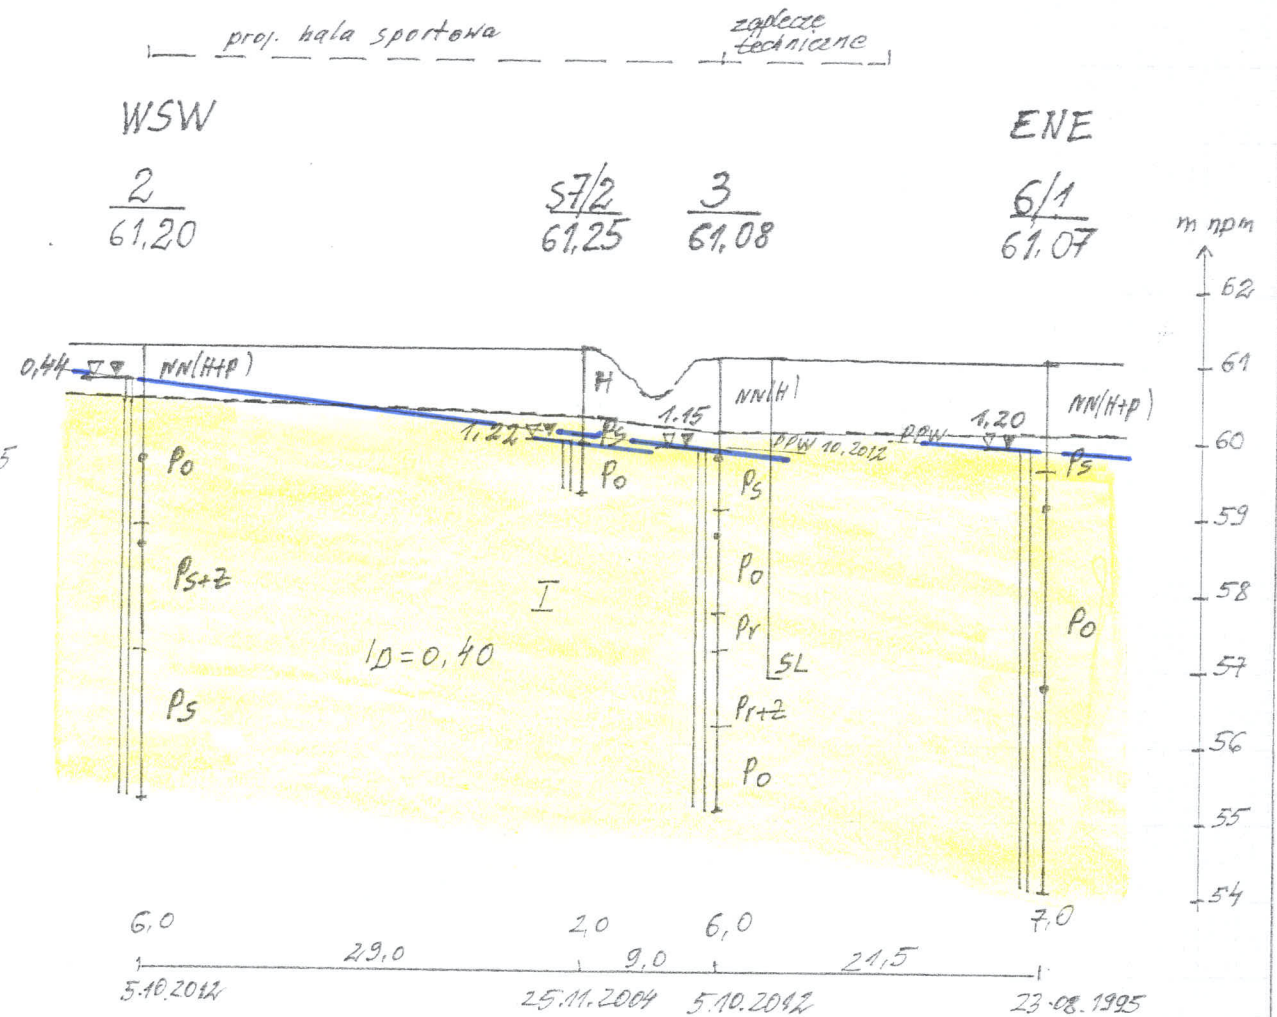 proj. hala sportowa
zaplecze
techniczne
WSW
ENE
2
61,20
S7/2
61,25
3
61,08
6/1
61,07
m npm
62
61
60
59
58
57
56
55
54
0,44
NN(H+P)
H
NN(H)
NN(H+P)
1,22
Ps
1.15
PPW 10,2012
PPW
1,20
Ps
5
Po
Po
Ps
Ps+Ż
I
Po
Po
ID=0,40
Pr
SL
Ps
Pr+Ż
Po
6,0
2,0
6,0
7,0
29,0
9,0
21,5
5.10.2012
25.11.2004
5.10.2012
23.08.1995